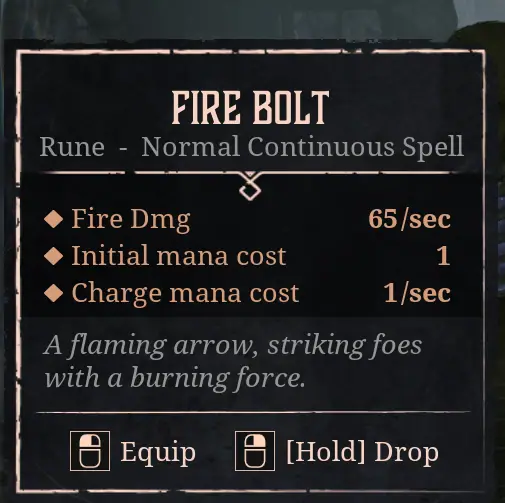 FIRE BOLT
Rune - Normal Continuous Spell
Fire Dmg 65/sec
Initial mana cost 1
Charge mana cost 1/sec
A flaming arrow, striking foes
with a burning force.
Equip [Hold] Drop